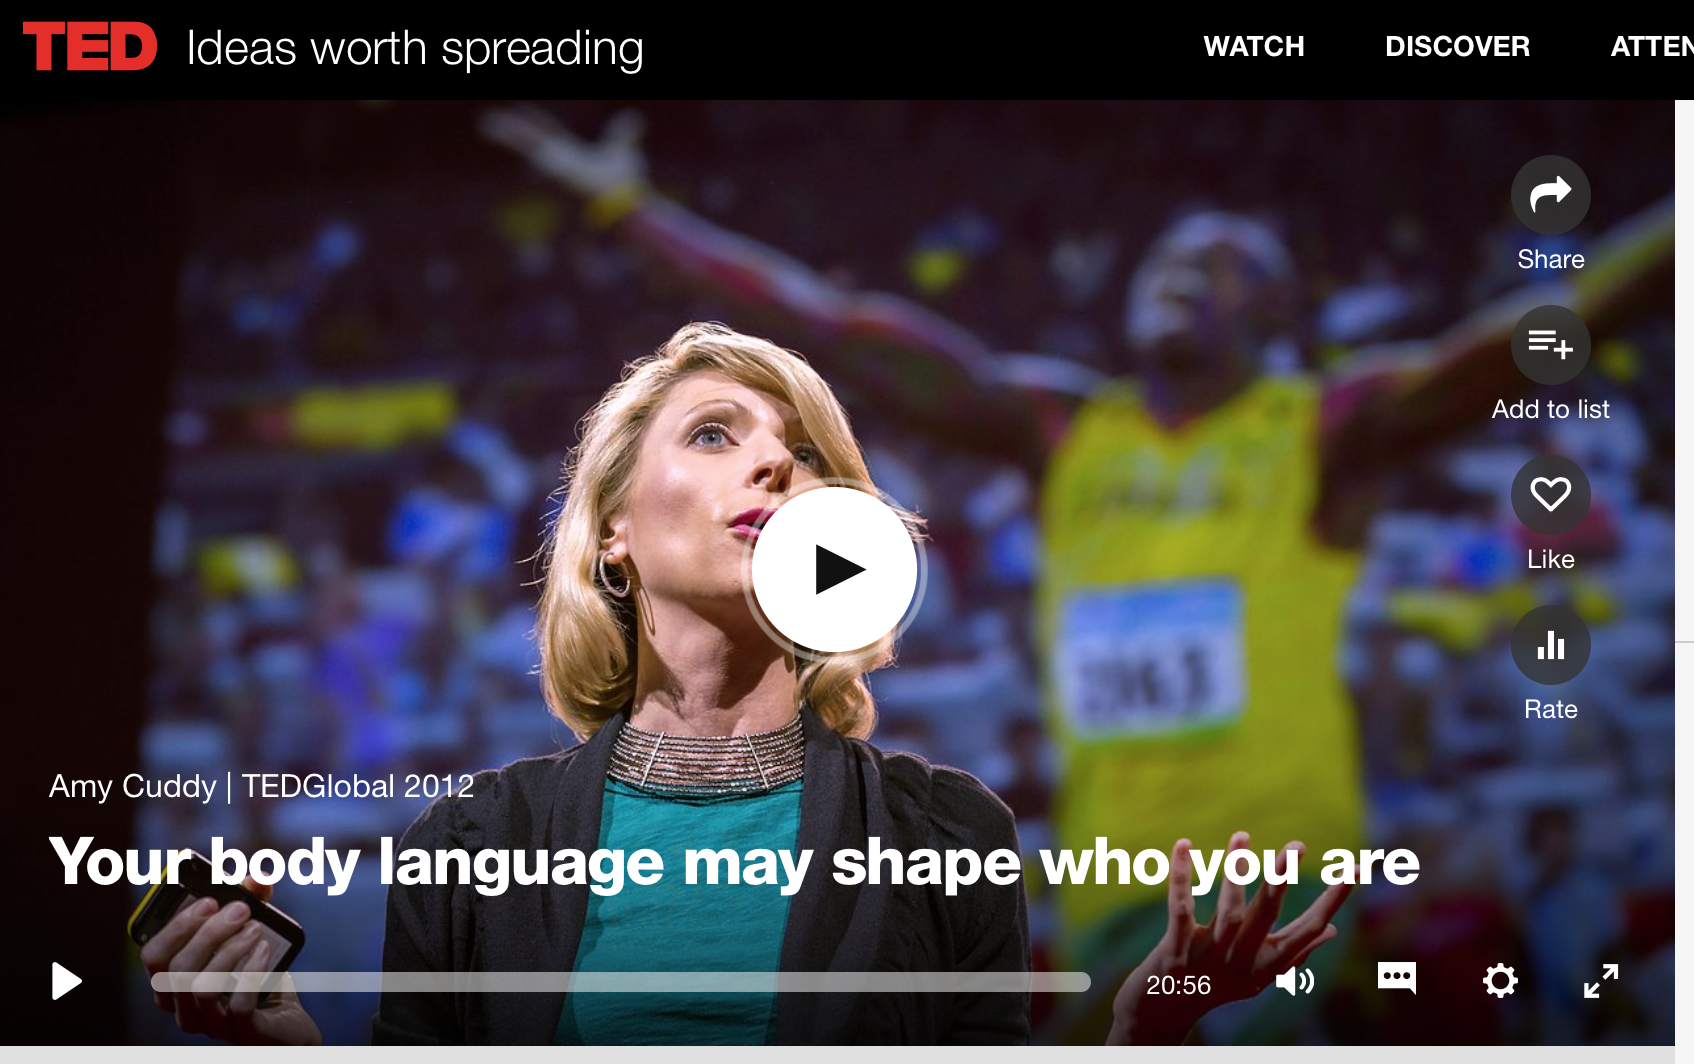 TED Ideas worth spreading WATCH DISCOVER ATTEN
Share
Add to list
Like
Rate
Amy Cuddy | TEDGlobal 2012
Your body language may shape who you are
20:56